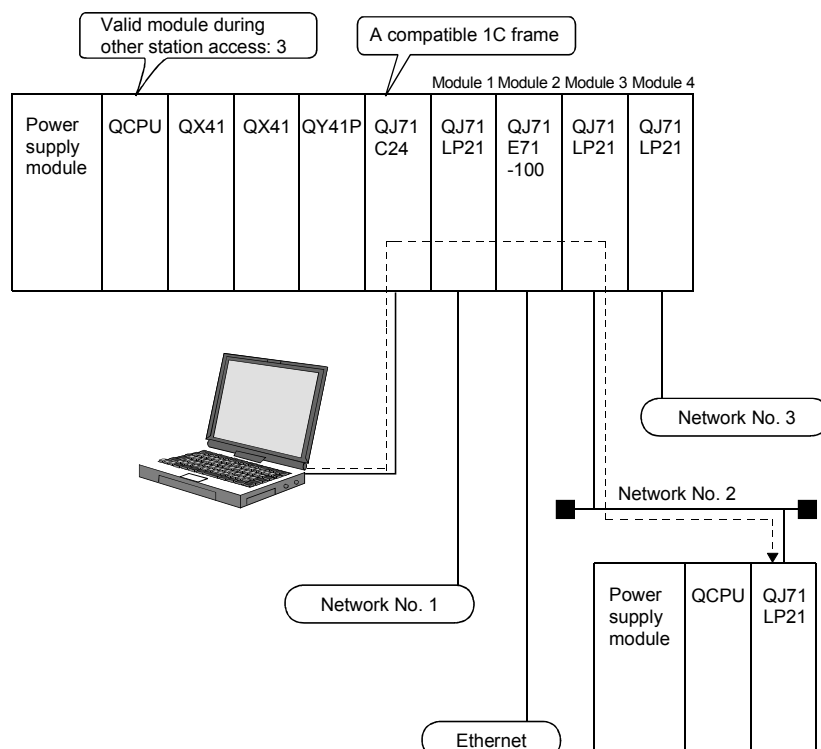 Valid module during
other station access: 3
A compatible 1C frame
Module 1 Module 2 Module 3 Module 4
Power
supply
module
QCPU
QX41
QX41
QY41P
QJ71
C24
QJ71
LP21
QJ71
E71
-100
QJ71
LP21
QJ71
LP21
Network No. 3
Network No. 2
Network No. 1
Power
supply
module
QCPU
QJ71
LP21
Ethernet